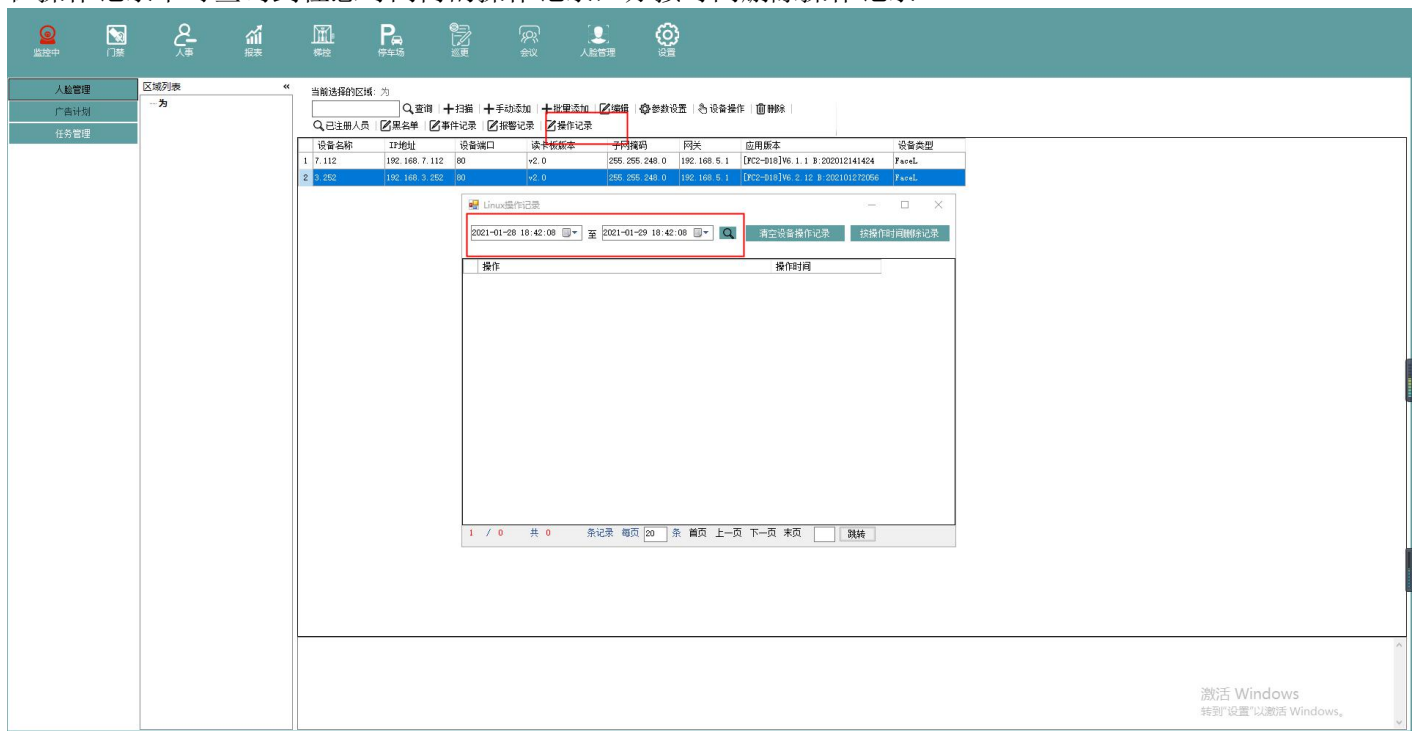 监控中 门禁 人事 报表 梯控 停车场 巡更 会议 人脸管理 设置
人脸管理
广告计划
任务管理
区域列表 «
为
当前选择的区域: 为
查询 扫描 手动添加 批里添加 编辑 参数设置 设备操作 删除
已注册人员 黑名单 事件记录 报警记录 操作记录
设备名称 IP地址 设备端口 读卡板版本 子网掩码 网关 应用版本 设备类型
1 7.112 192.168.7.112 80 v2.0 255.255.248.0 192.168.5.1 [FC2-D18]V6.1.1 B:202012141424 FaceL
2 3.252 192.168.3.252 80 v2.0 255.255.248.0 192.168.5.1 [FC2-D18]V6.2.12 B:202101272056 FaceL
Linux操作记录
2021-01-28 18:42:08 至 2021-01-29 18:42:08 清空设备操作记录 按操作时间删除记录
操作 操作时间
1 / 0 共 0 条记录 每页 20 条 首页 上一页 下一页 末页 跳转
激活 Windows
转到"设置"以激活 Windows。